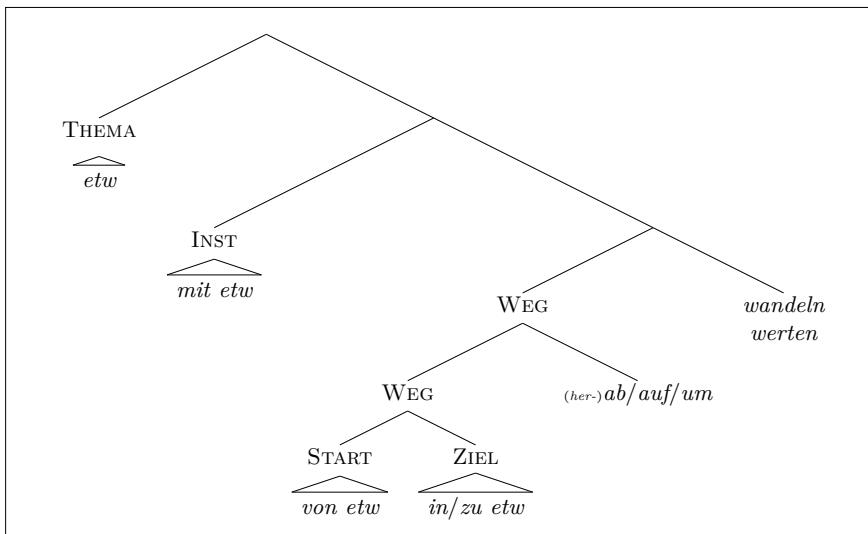 THEMA
etw
INST
mit etw
WEG
wandeln
werten
WEG
(her-)ab/auf/um
START
ZIEL
von etw
in/zu etw